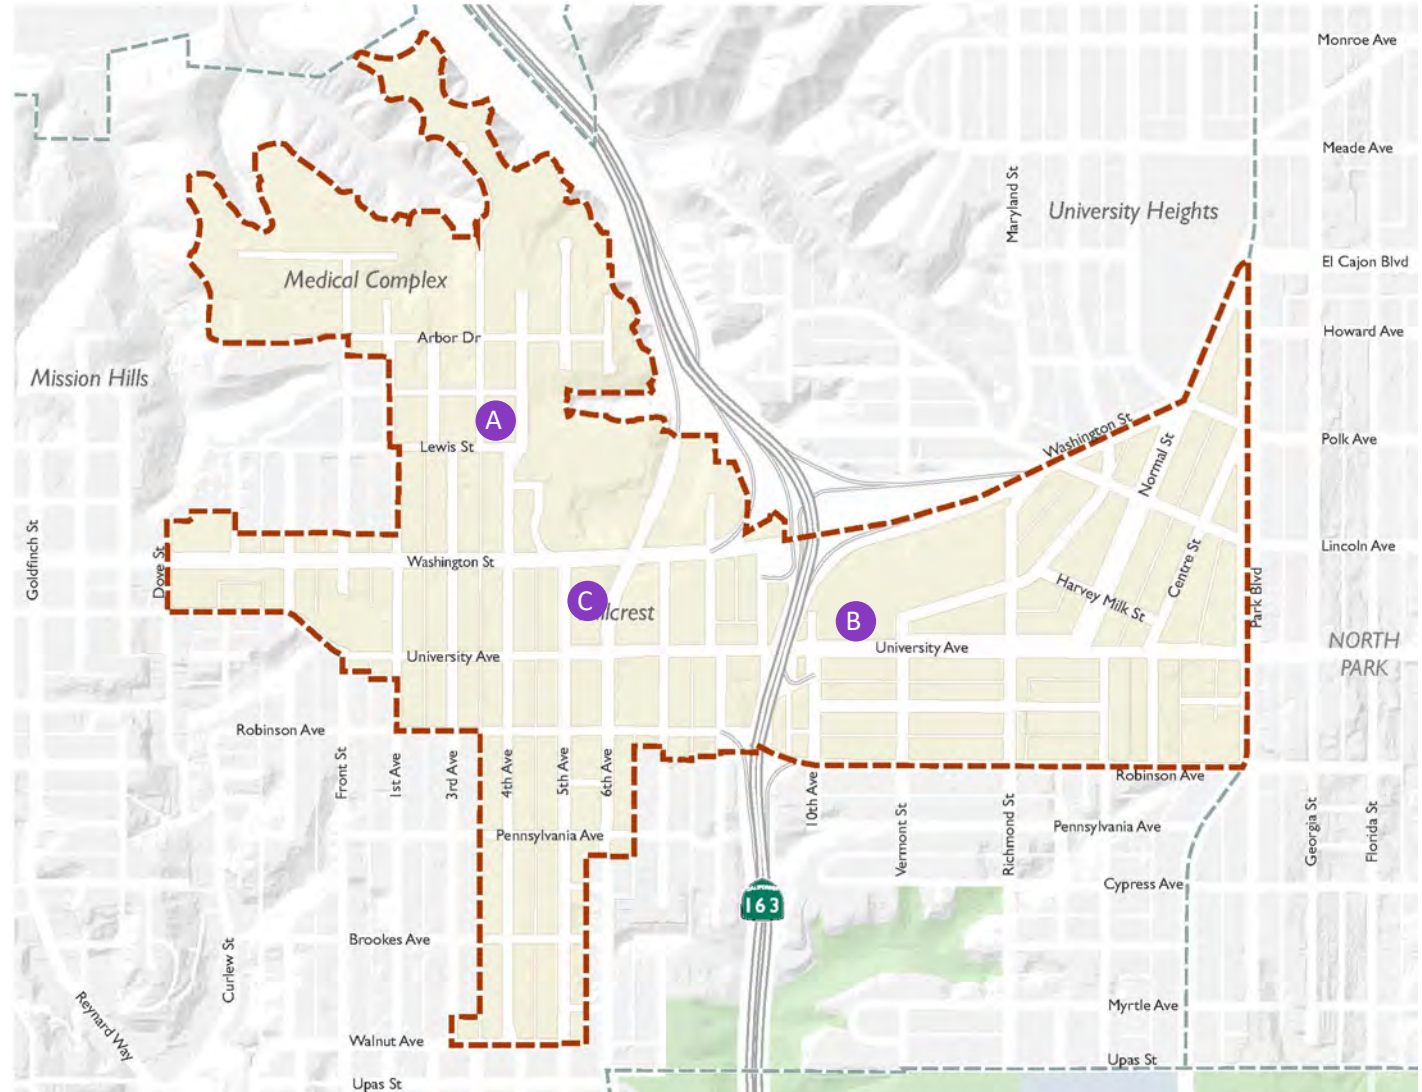 Monroe Ave
Meade Ave
Maryland St
University Heights
El Cajon Blvd
Medical Complex
Howard Ave
Arbor Dr
Mission Hills
A
Washington St
Polk Ave
Lewis St
Normal St
Goldfinch St
Dove St
Washington St
Lincoln Ave
Centre St
Harvey Milk St
Park Blvd
C
llcrest
B
University Ave
University Ave
NORTH
PARK
Robinson Ave
Front St
1st Ave
3rd Ave
4th Ave
5th Ave
6th Ave
10th Ave
Robinson Ave
Vermont St
Richmond St
Pennsylvania Ave
Pennsylvania Ave
Georgia St
Florida St
Cypress Ave
CALIFORNIA
163
Brookes Ave
Curlew St
Reynard Way
Myrtle Ave
Walnut Ave
Upas St
Upas St